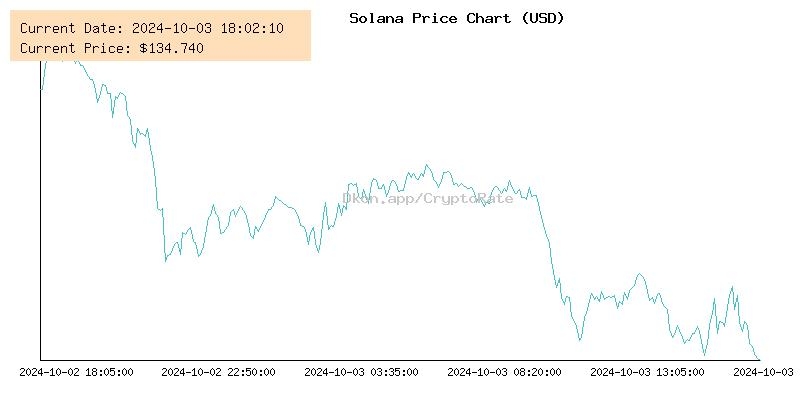 Solana Price Chart (USD)
Current Date: 2024-10-03 18:02:10
Current Price: $134.740
Dkon.app/CryptoRate
2024-10-02 18:05:00 2024-10-02 22:50:00 2024-10-03 03:35:00 2024-10-03 08:20:00 2024-10-03 13:05:00 2024-10-03